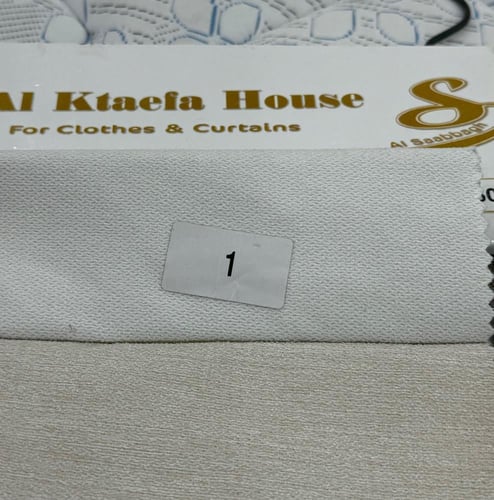 Al Ktaefa House
For Clothes & Curtains
Al Saabbagh
1